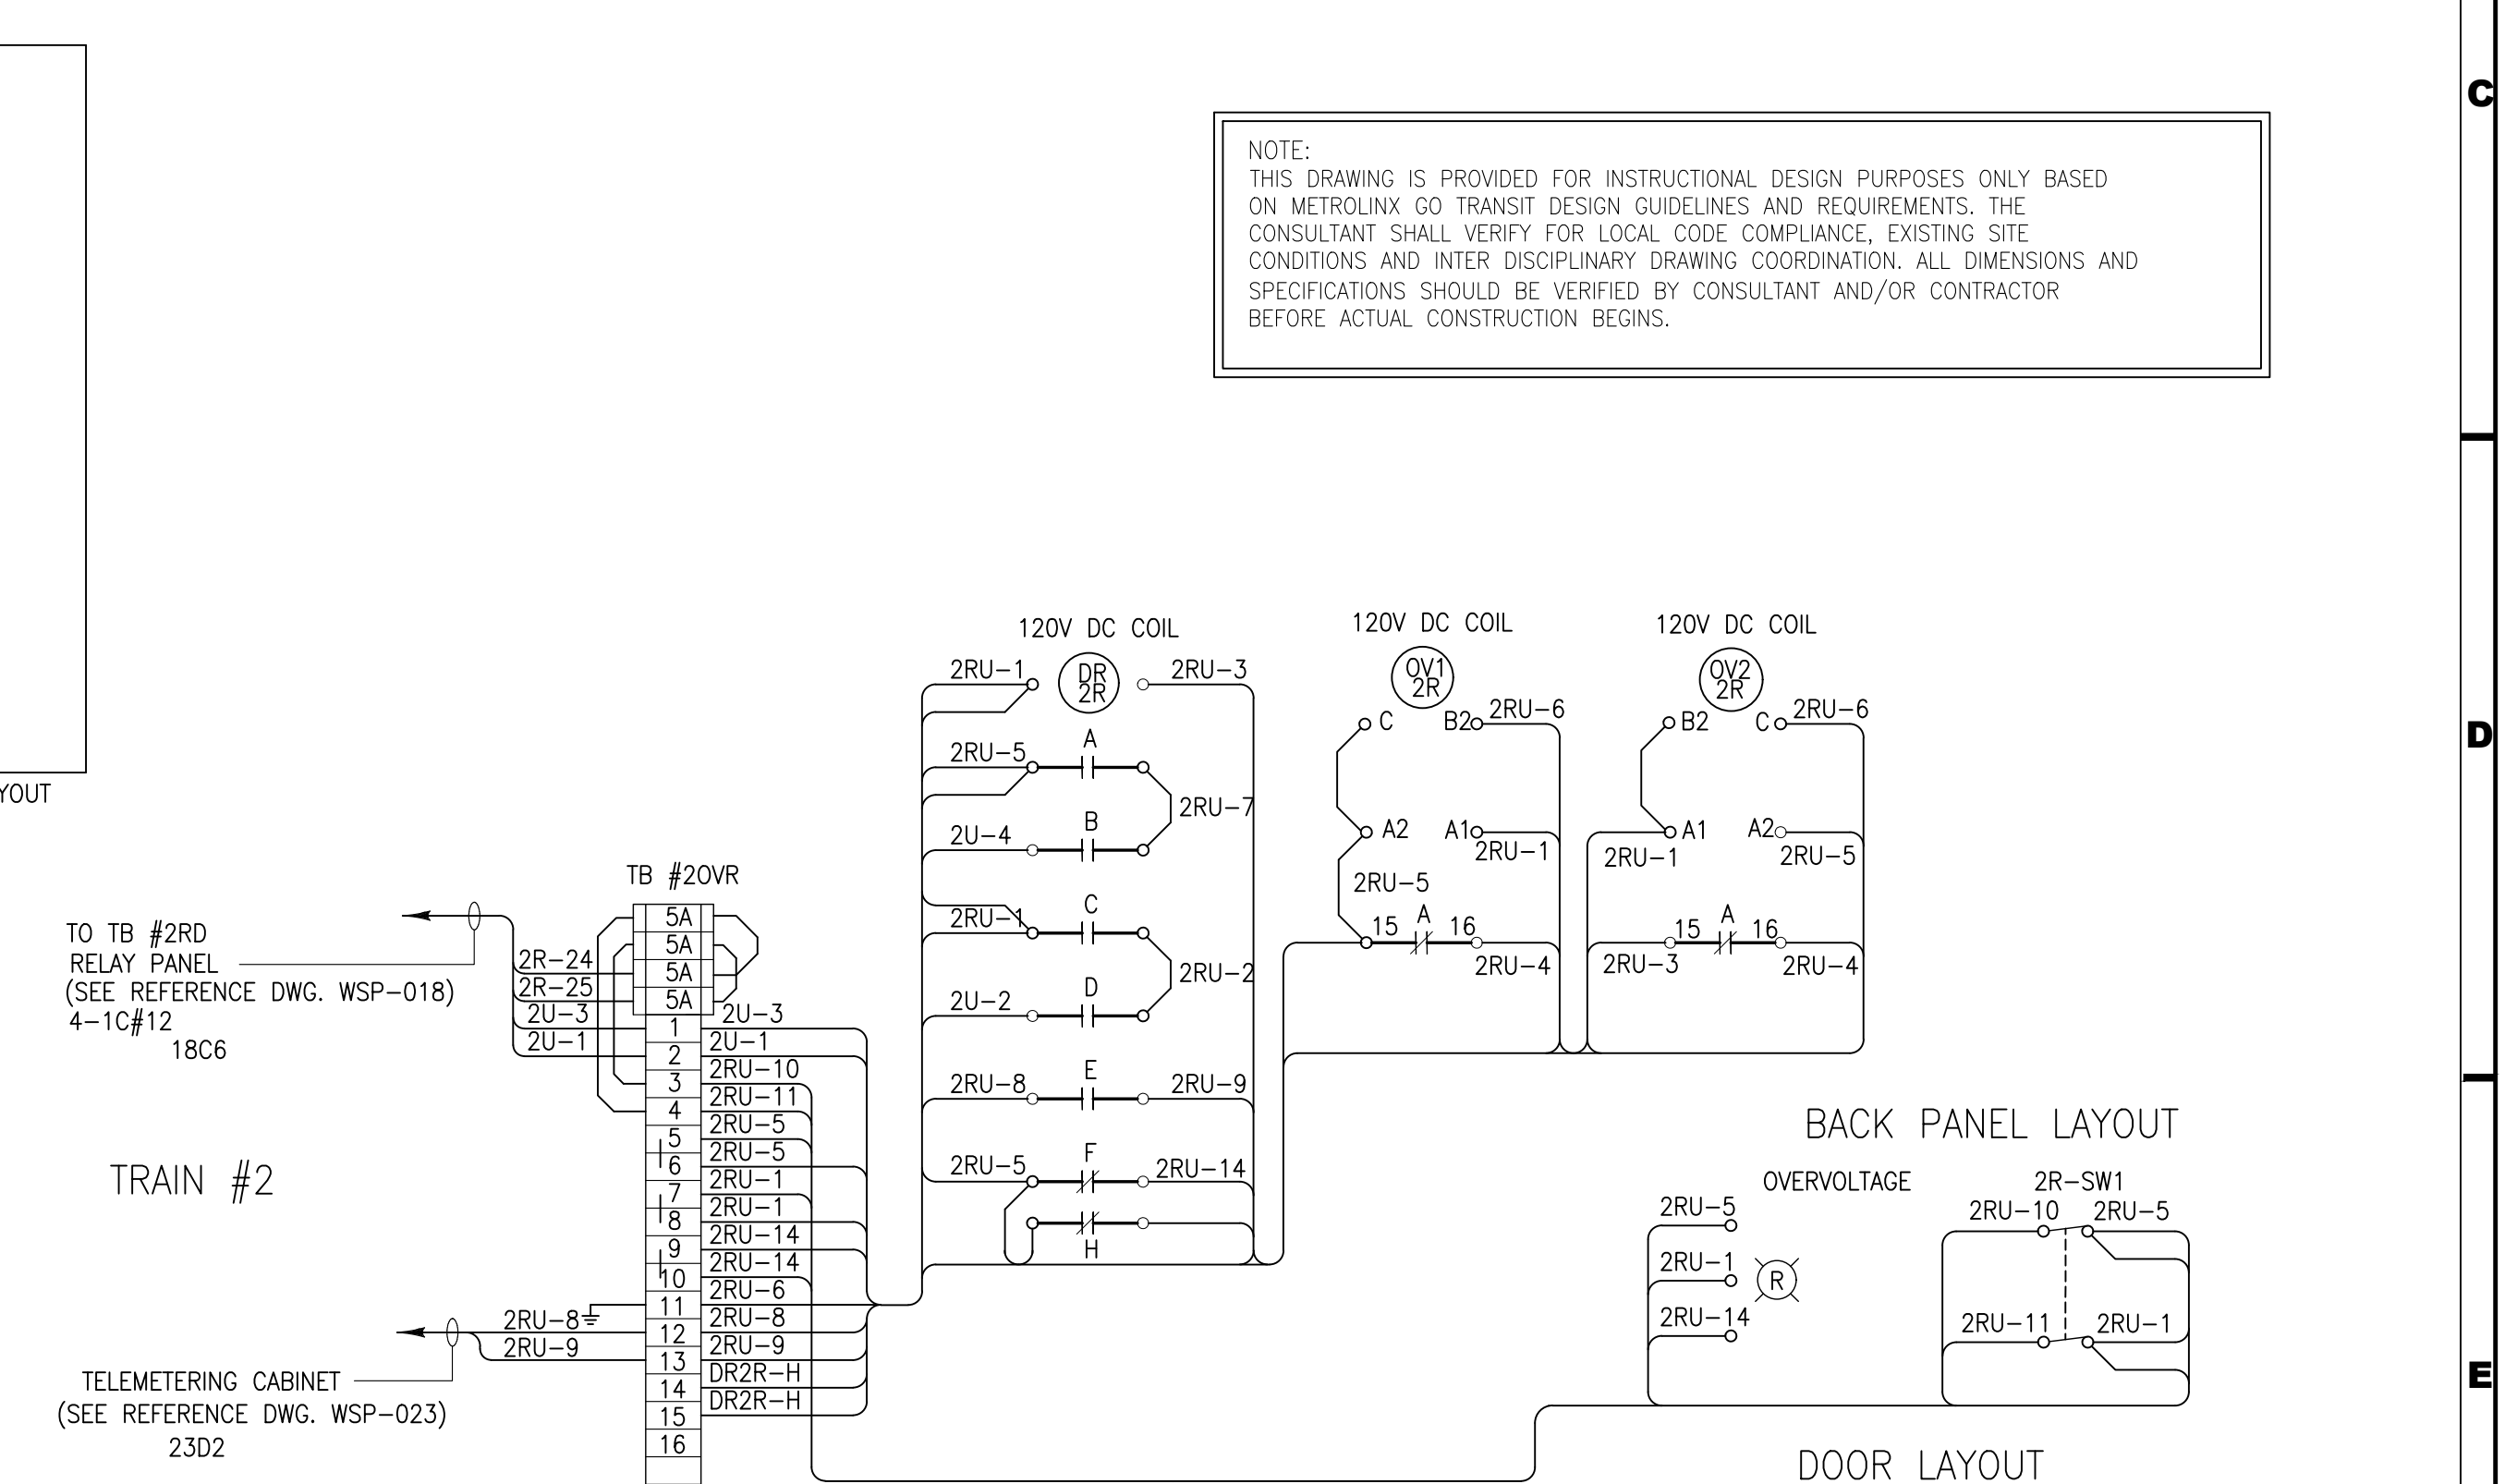 C
NOTE:
THIS DRAWING IS PROVIDED FOR INSTRUCTIONAL DESIGN PURPOSES ONLY BASED
ON METROLINX GO TRANSIT DESIGN GUIDELINES AND REQUIREMENTS. THE
CONSULTANT SHALL VERIFY FOR LOCAL CODE COMPLIANCE, EXISTING SITE
CONDITIONS AND INTER DISCIPLINARY DRAWING COORDINATION. ALL DIMENSIONS AND
SPECIFICATIONS SHOULD BE VERIFIED BY CONSULTANT AND/OR CONTRACTOR
BEFORE ACTUAL CONSTRUCTION BEGINS.
D
YOUT
TO TB #2RD
RELAY PANEL
(SEE REFERENCE DWG. WSP-018)
4-1C#12
18C6
TRAIN #2
TELEMETERING CABINET
(SEE REFERENCE DWG. WSP-023)
23D2
2R-24
2R-25
2U-3
2U-1
2RU-8
2RU-9
TB #2OVR
5A
5A
5A
5A
1
2
3
4
5
6
7
8
9
10
11
12
13
14
15
16
2U-3
2U-1
2RU-10
2RU-11
2RU-5
2RU-5
2RU-1
2RU-1
2RU-14
2RU-14
2RU-6
2RU-8
2RU-9
DR2R-H
DR2R-H
120V DC COIL
2RU-1
DR
2R
2RU-3
2RU-5
A
2RU-7
2U-4
B
2RU-1
C
2RU-2
2U-2
D
2RU-8
E
2RU-9
2RU-5
F
2RU-14
H
120V DC COIL
OV1
2R
C
B2
2RU-6
A2
A1
2RU-1
2RU-5
15
A
16
2RU-4
120V DC COIL
OV2
2R
B2
C
2RU-6
A1
A2
2RU-1
2RU-5
15
A
16
2RU-3
2RU-4
BACK PANEL LAYOUT
OVERVOLTAGE
2RU-5
2RU-1
R
2RU-14
2R-SW1
2RU-10
2RU-5
2RU-11
2RU-1
E
DOOR LAYOUT